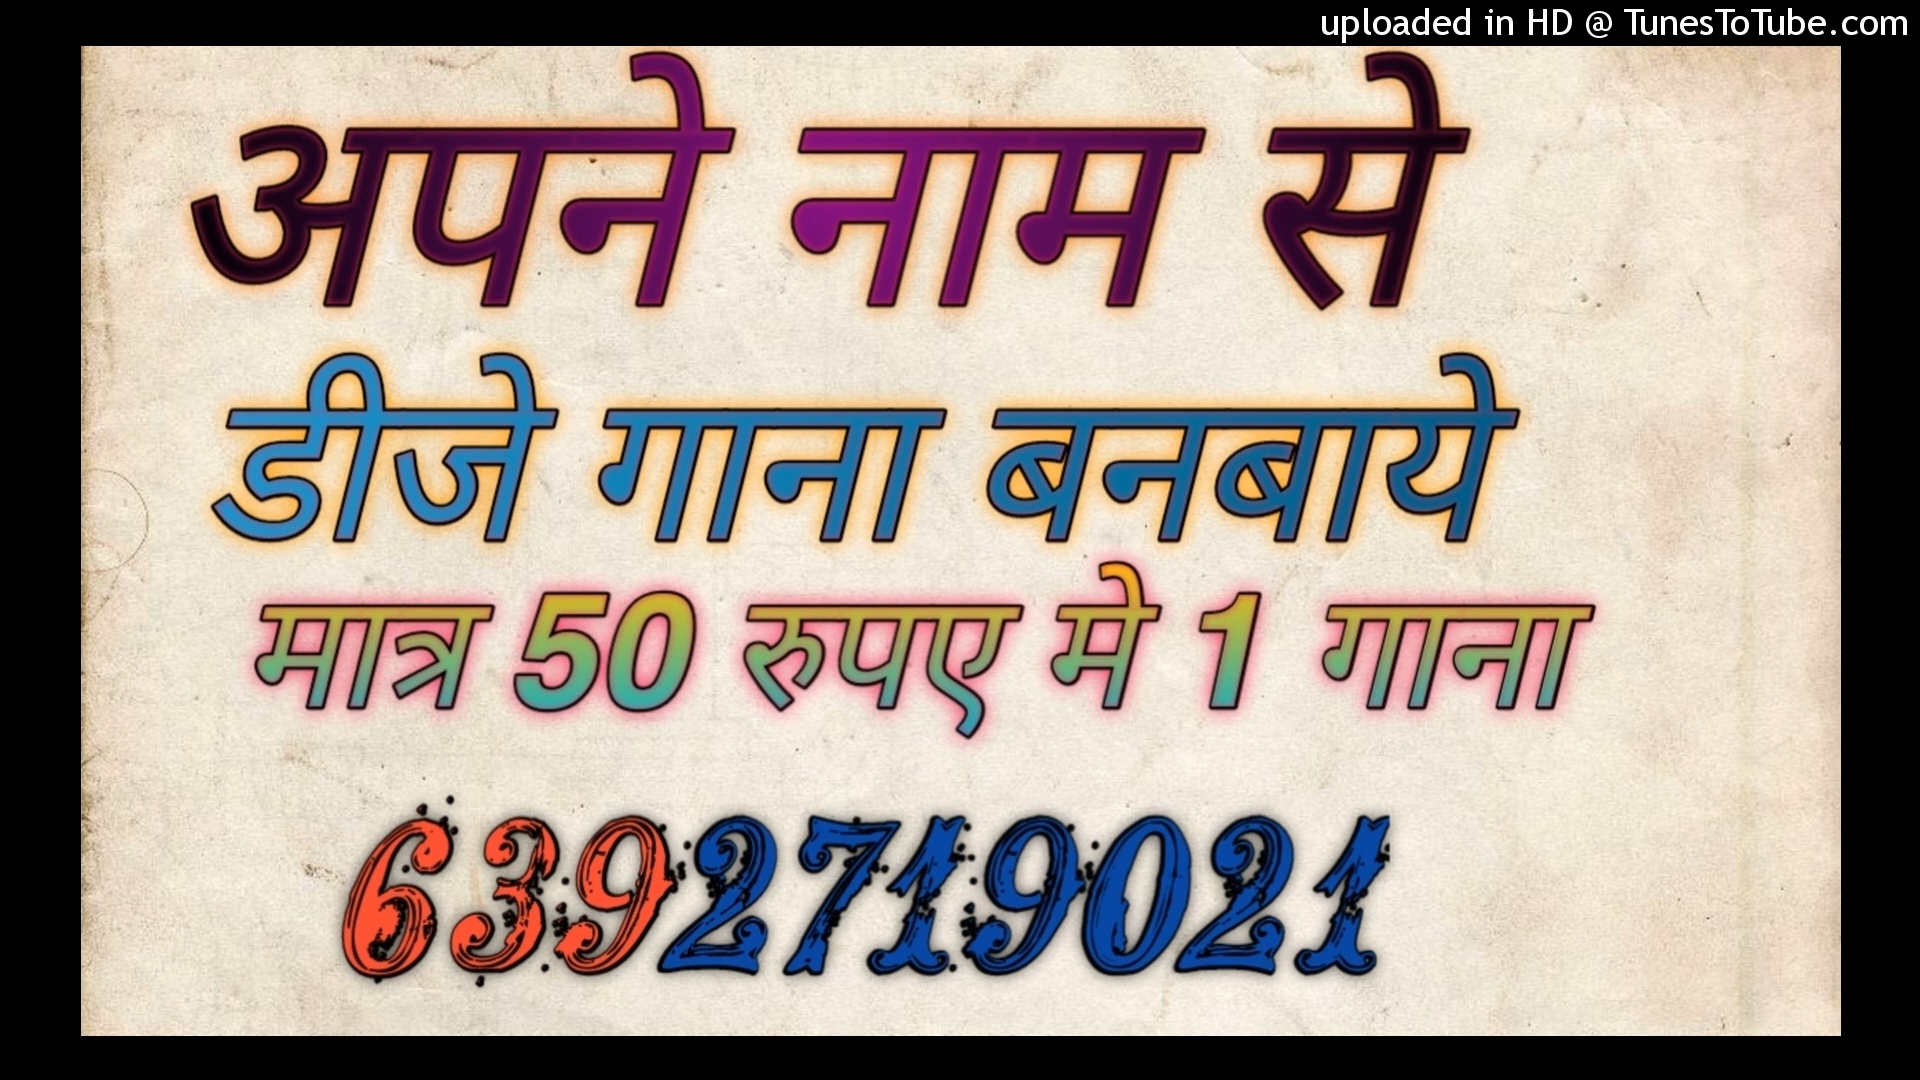 uploaded in HD @ TunesToTube.com
अपने नाम से
डीजे गाना बनबाये
मात्र 50 रुपए मे 1 गाना
6392719021